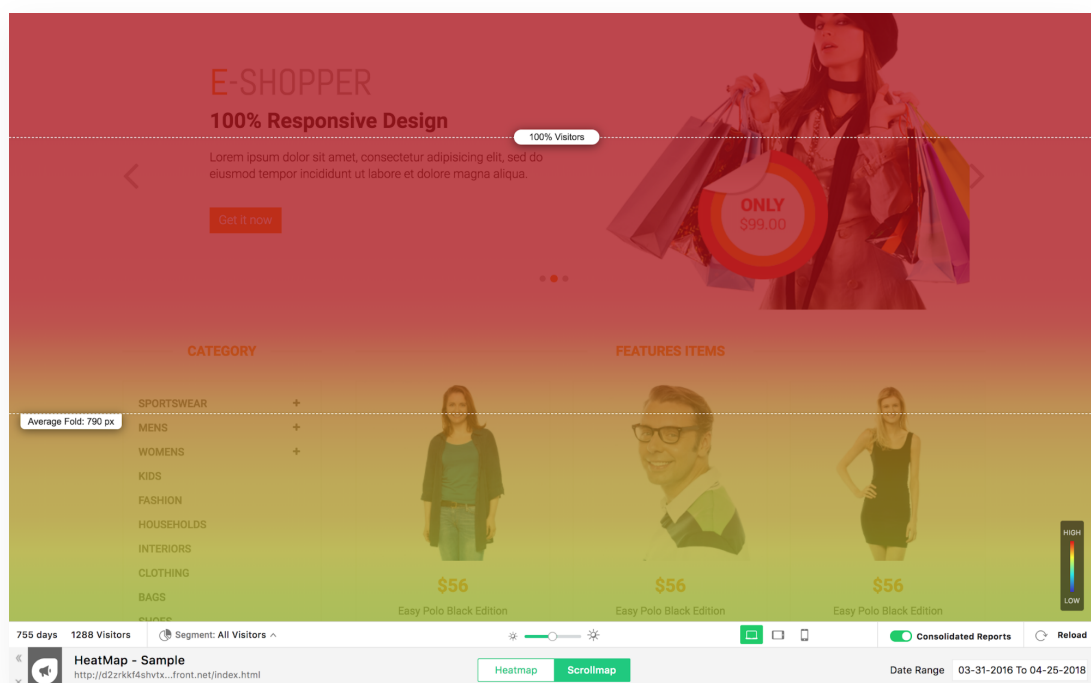 E-SHOPPER
100% Responsive Design
100% Visitors
Lorem ipsum dolor sit amet, consectetur adipisicing elit, sed do
eiusmod tempor incididunt ut labore et dolore magna aliqua.
Get it now
ONLY
$99.00
CATEGORY
SPORTSWEAR +
MENS +
WOMENS +
KIDS
FASHION
HOUSEHOLDS
INTERIORS
CLOTHING
BAGS
SHOES
Average Fold: 790 px
FEATURES ITEMS
$56
Easy Polo Black Edition
$56
Easy Polo Black Edition
$56
Easy Polo Black Edition
HIGH
LOW
755 days 1288 Visitors Segment: All Visitors Consolidated Reports Reload
HeatMap - Sample
http://d2zrkkf4shvtx...front.net/index.html
Heatmap Scrollmap
Date Range 03-31-2016 To 04-25-2018